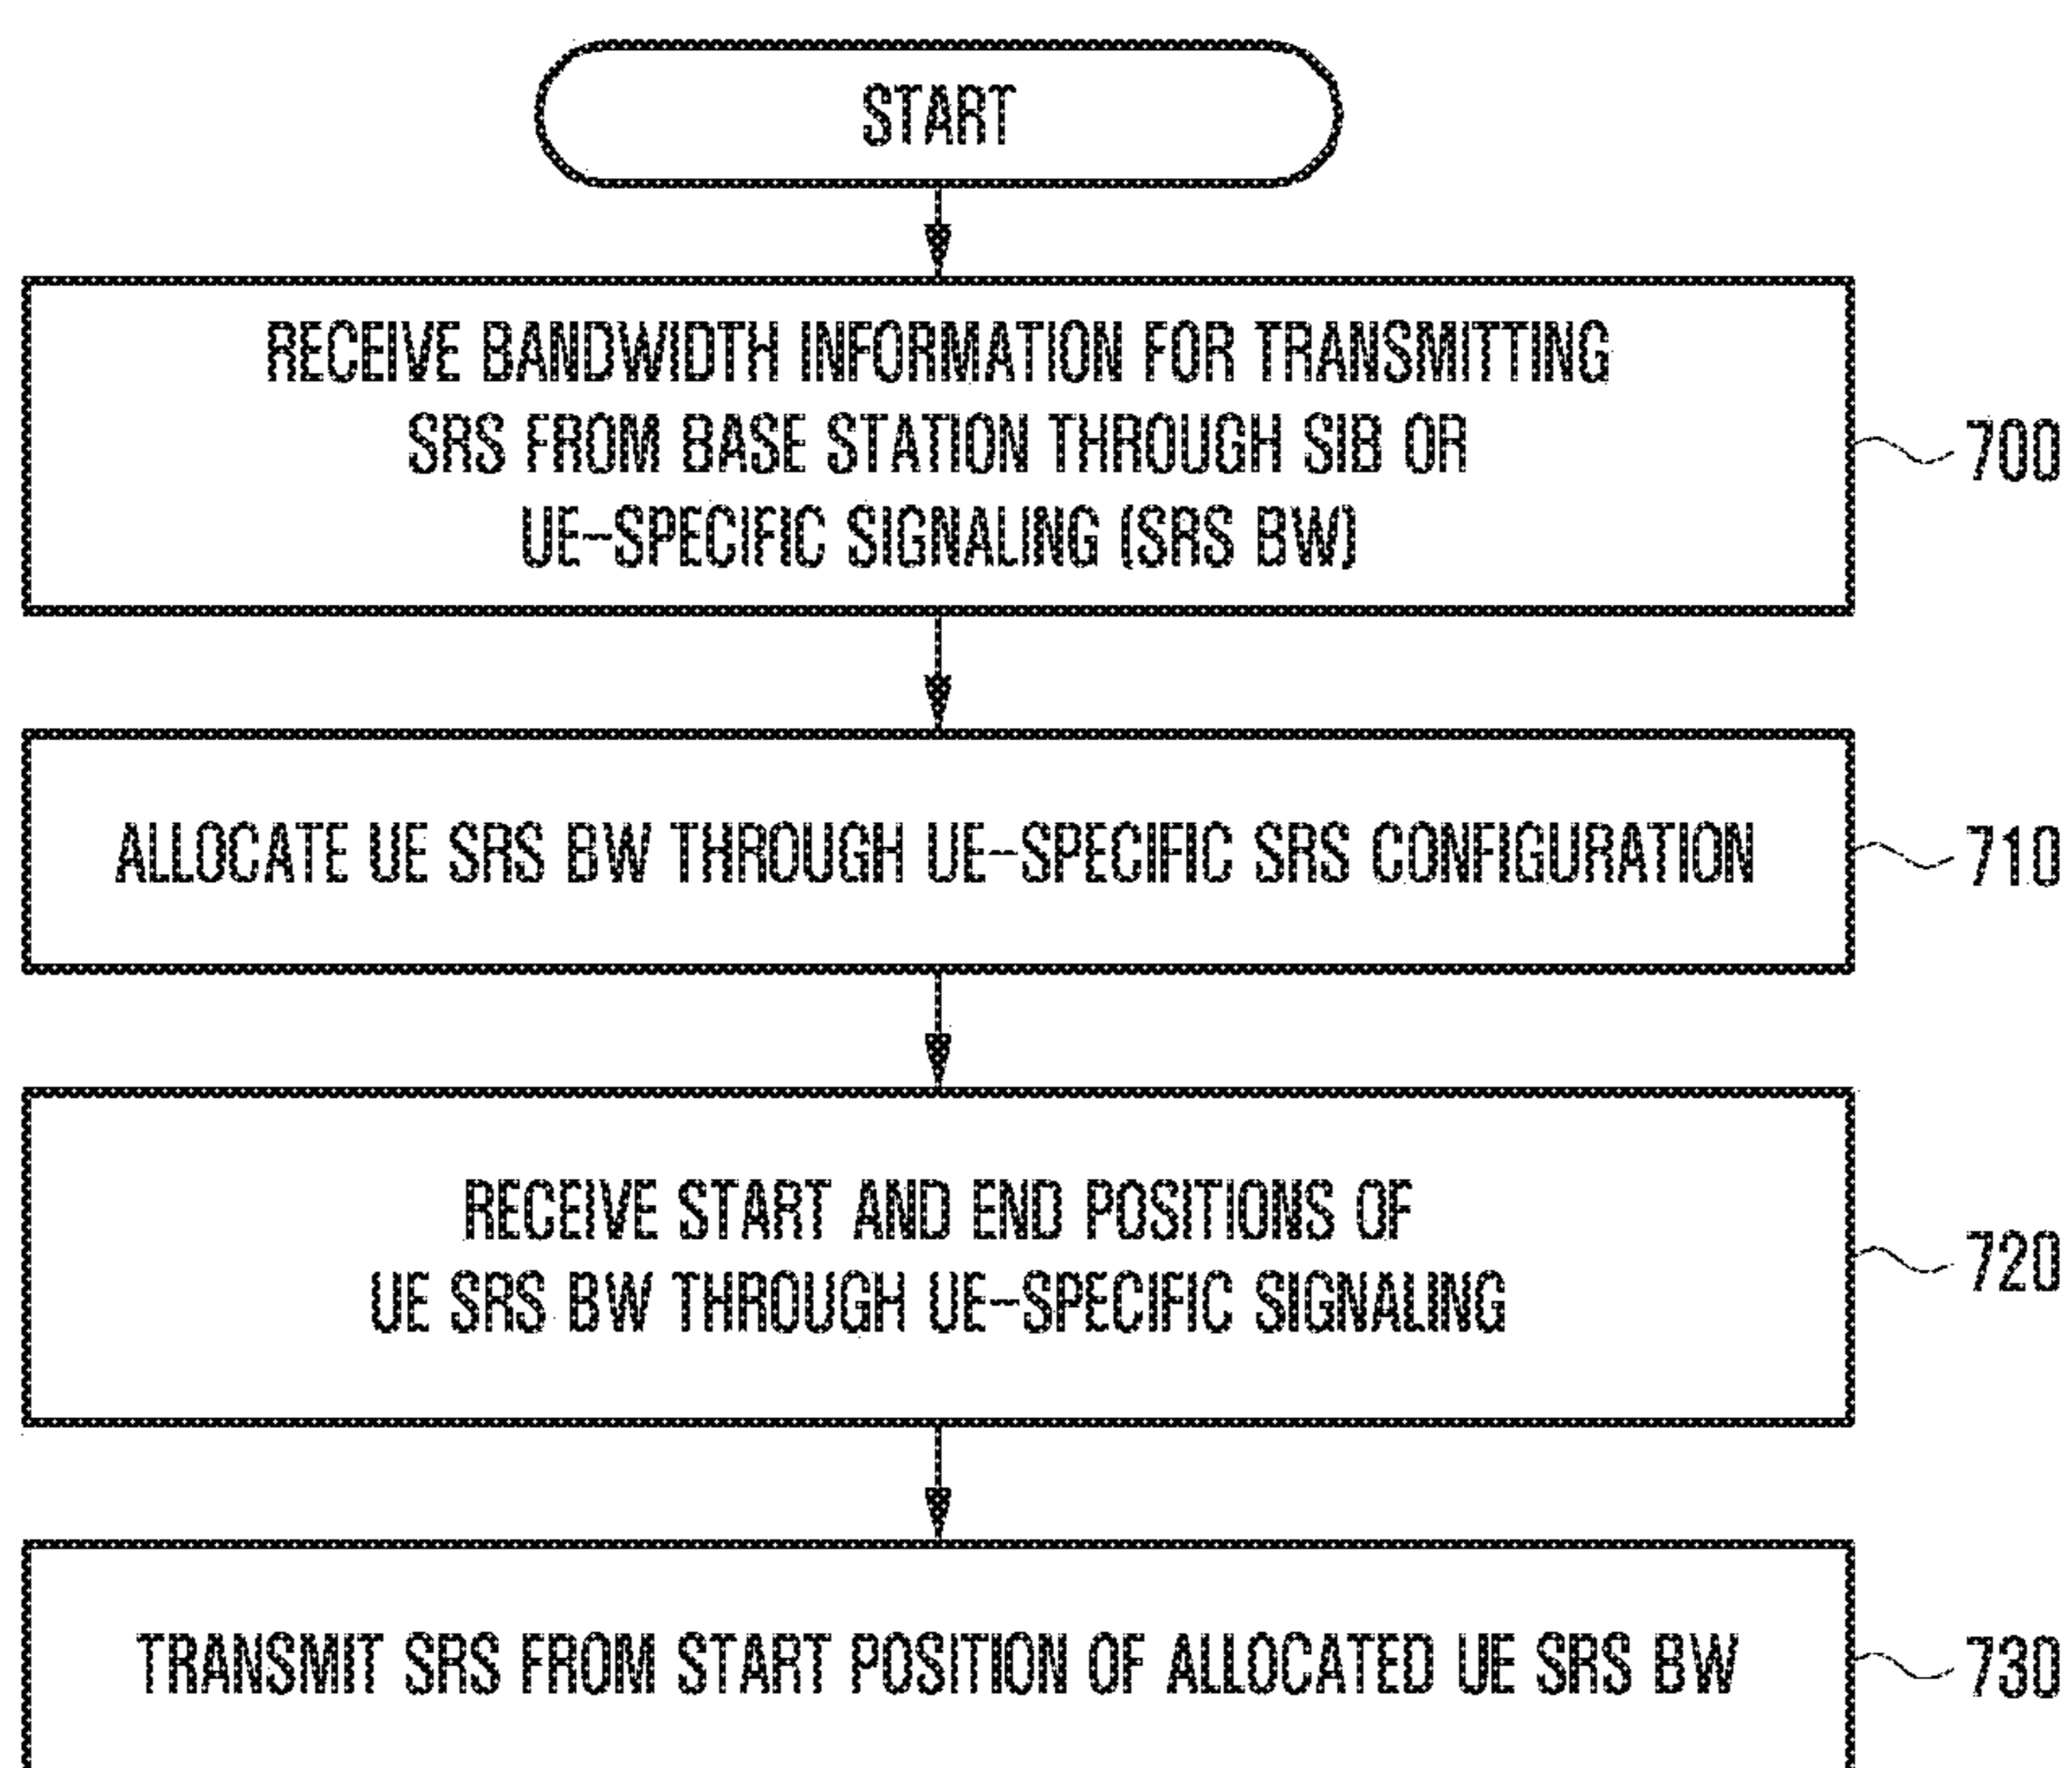 START
RECEIVE BANDWIDTH INFORMATION FOR TRANSMITTING
SRS FROM BASE STATION THROUGH SIB OR
UE-SPECIFIC SIGNALING (SRS BW)
700
ALLOCATE UE SRS BW THROUGH UE-SPECIFIC SRS CONFIGURATION
710
RECEIVE START AND END POSITIONS OF
UE SRS BW THROUGH UE-SPECIFIC SIGNALING
720
TRANSMIT SRS FROM START POSITION OF ALLOCATED UE SRS BW
730